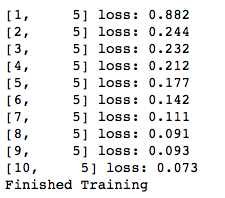 [1,     5] loss: 0.882
[2,     5] loss: 0.244
[3,     5] loss: 0.232
[4,     5] loss: 0.212
[5,     5] loss: 0.177
[6,     5] loss: 0.142
[7,     5] loss: 0.111
[8,     5] loss: 0.091
[9,     5] loss: 0.093
[10,     5] loss: 0.073
Finished Training